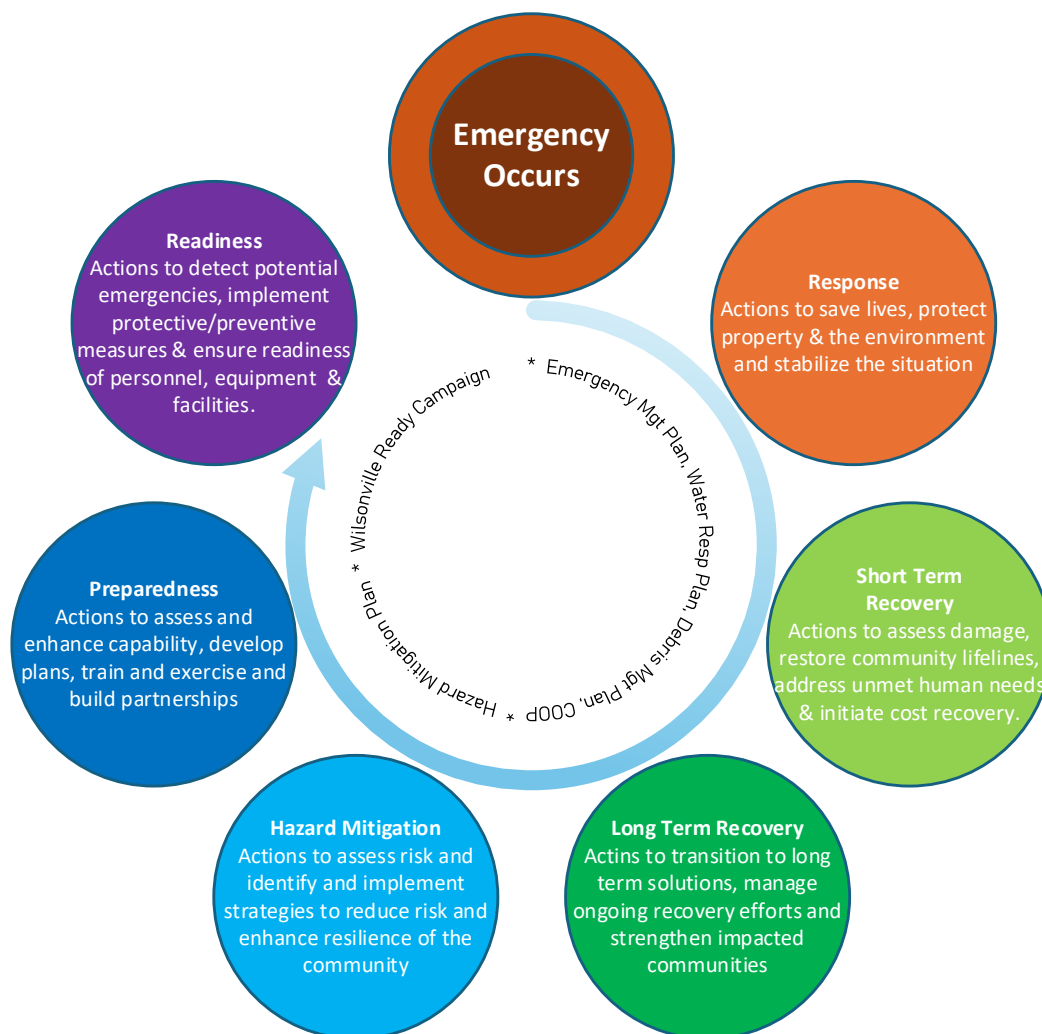 Emergency
Occurs
Response
Actions to save lives, protect
property & the environment
and stabilize the situation
Short Term
Recovery
Actions to assess damage,
restore community lifelines,
address unmet human needs
& initiate cost recovery.
Long Term Recovery
Actins to transition to long
term solutions, manage
ongoing recovery efforts and
strengthen impacted
communities
Hazard Mitigation
Actions to assess risk and
identify and implement
strategies to reduce risk and
enhance resilience of the
community
Preparedness
Actions to assess and
enhance capability, develop
plans, train and exercise and
build partnerships
Readiness
Actions to detect potential
emergencies, implement
protective/preventive
measures & ensure readiness
of personnel, equipment &
facilities.
* Emergency Mgt Plan, Water Resp Plan, Debris Mgt Plan, COOP * Hazard Mitigation Plan * Wilsonville Ready Campaign